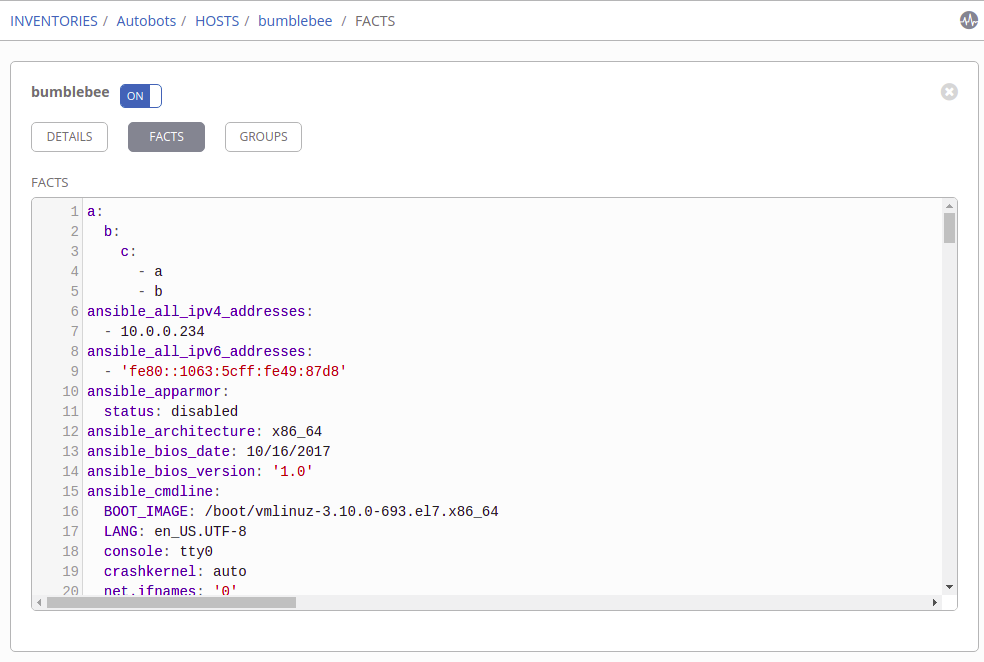 INVENTORIES / Autobots / HOSTS / bumblebee / FACTS
bumblebee ON
DETAILS FACTS GROUPS
FACTS
1 a:
2   b:
3     c:
4       - a
5       - b
6 ansible_all_ipv4_addresses:
7   - 10.0.0.234
8 ansible_all_ipv6_addresses:
9   - 'fe80::1063:5cff:fe49:87d8'
10 ansible_apparmor:
11   status: disabled
12 ansible_architecture: x86_64
13 ansible_bios_date: 10/16/2017
14 ansible_bios_version: '1.0'
15 ansible_cmdline:
16   BOOT_IMAGE: /boot/vmlinuz-3.10.0-693.el7.x86_64
17   LANG: en_US.UTF-8
18   console: tty0
19   crashkernel: auto
20   net.ifnames: '0'